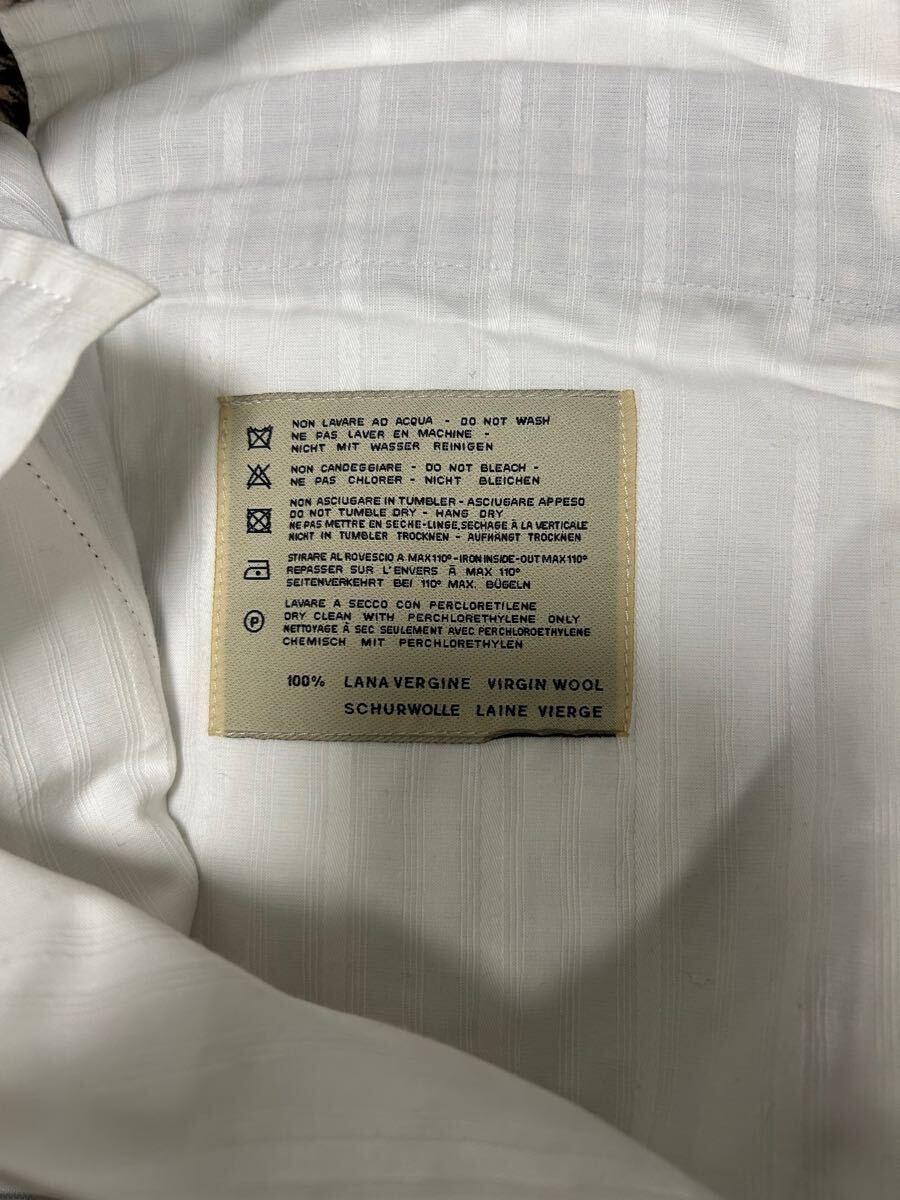 NON LAVARE AD ACQUA - DO NOT WASH
NE PAS LAVER EN MACHINE -
NICHT MIT WASSER REINIGEN
NON CANDEGGIARE - DO NOT BLEACH -
NE PAS CHLORER - NICHT BLEICHEN
NON ASCIUGARE IN TUMBLER - ASCIUGARE APPESO
DO NOT TUMBLE DRY - HANG DRY
NE PAS METTRE EN SECHE-LINGE, SECHAGE À LA VERTICALE
NICHT IN TUMBLER TROCKNEN - AUFHÄNGT TROCKNEN
STIRARE AL ROVESCIO A MAX 110° - IRON INSIDE-OUT MAX 110°
REPASSER SUR L'ENVERS À MAX 110°
SEITENVERKEHRT BEI 110° MAX. BÜGELN
LAVARE A SECCO CON PERCLORETILENE
P
DRY CLEAN WITH PERCHLORETHYLENE ONLY
NETTOYAGE À SEC SEULEMENT AVEC PERCHLOROETHYLENE
CHEMISCH MIT PERCHLORETHYLEN
100% LANA VERGINE VIRGIN WOOL
SCHURWOLLE LAINE VIERGE